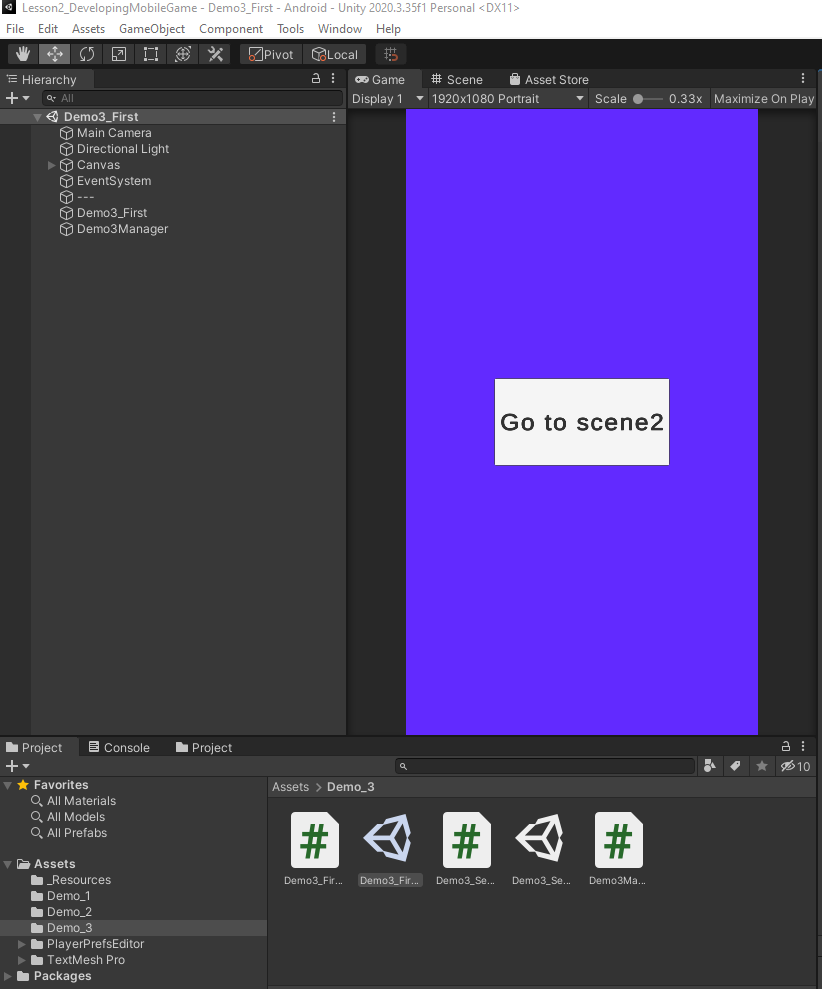 Lesson2_DevelopingMobileGame - Demo3_First - Android - Unity 2020.3.35f1 Personal <DX11>
File Edit Assets GameObject Component Tools Window Help
Pivot Local
Hierarchy
All
Demo3_First
Main Camera
Directional Light
Canvas
EventSystem
---
Demo3_First
Demo3Manager
Game Scene Asset Store
Display 1 1920x1080 Portrait Scale 0.33x Maximize On Play
Go to scene2
Project Console Project
10
Favorites
All Materials
All Models
All Prefabs
Assets
_Resources
Demo_1
Demo_2
Demo_3
PlayerPrefsEditor
TextMesh Pro
Packages
Assets > Demo_3
# # #
Demo3_Fir... Demo3_Fir... Demo3_Se... Demo3_Se... Demo3Ma...